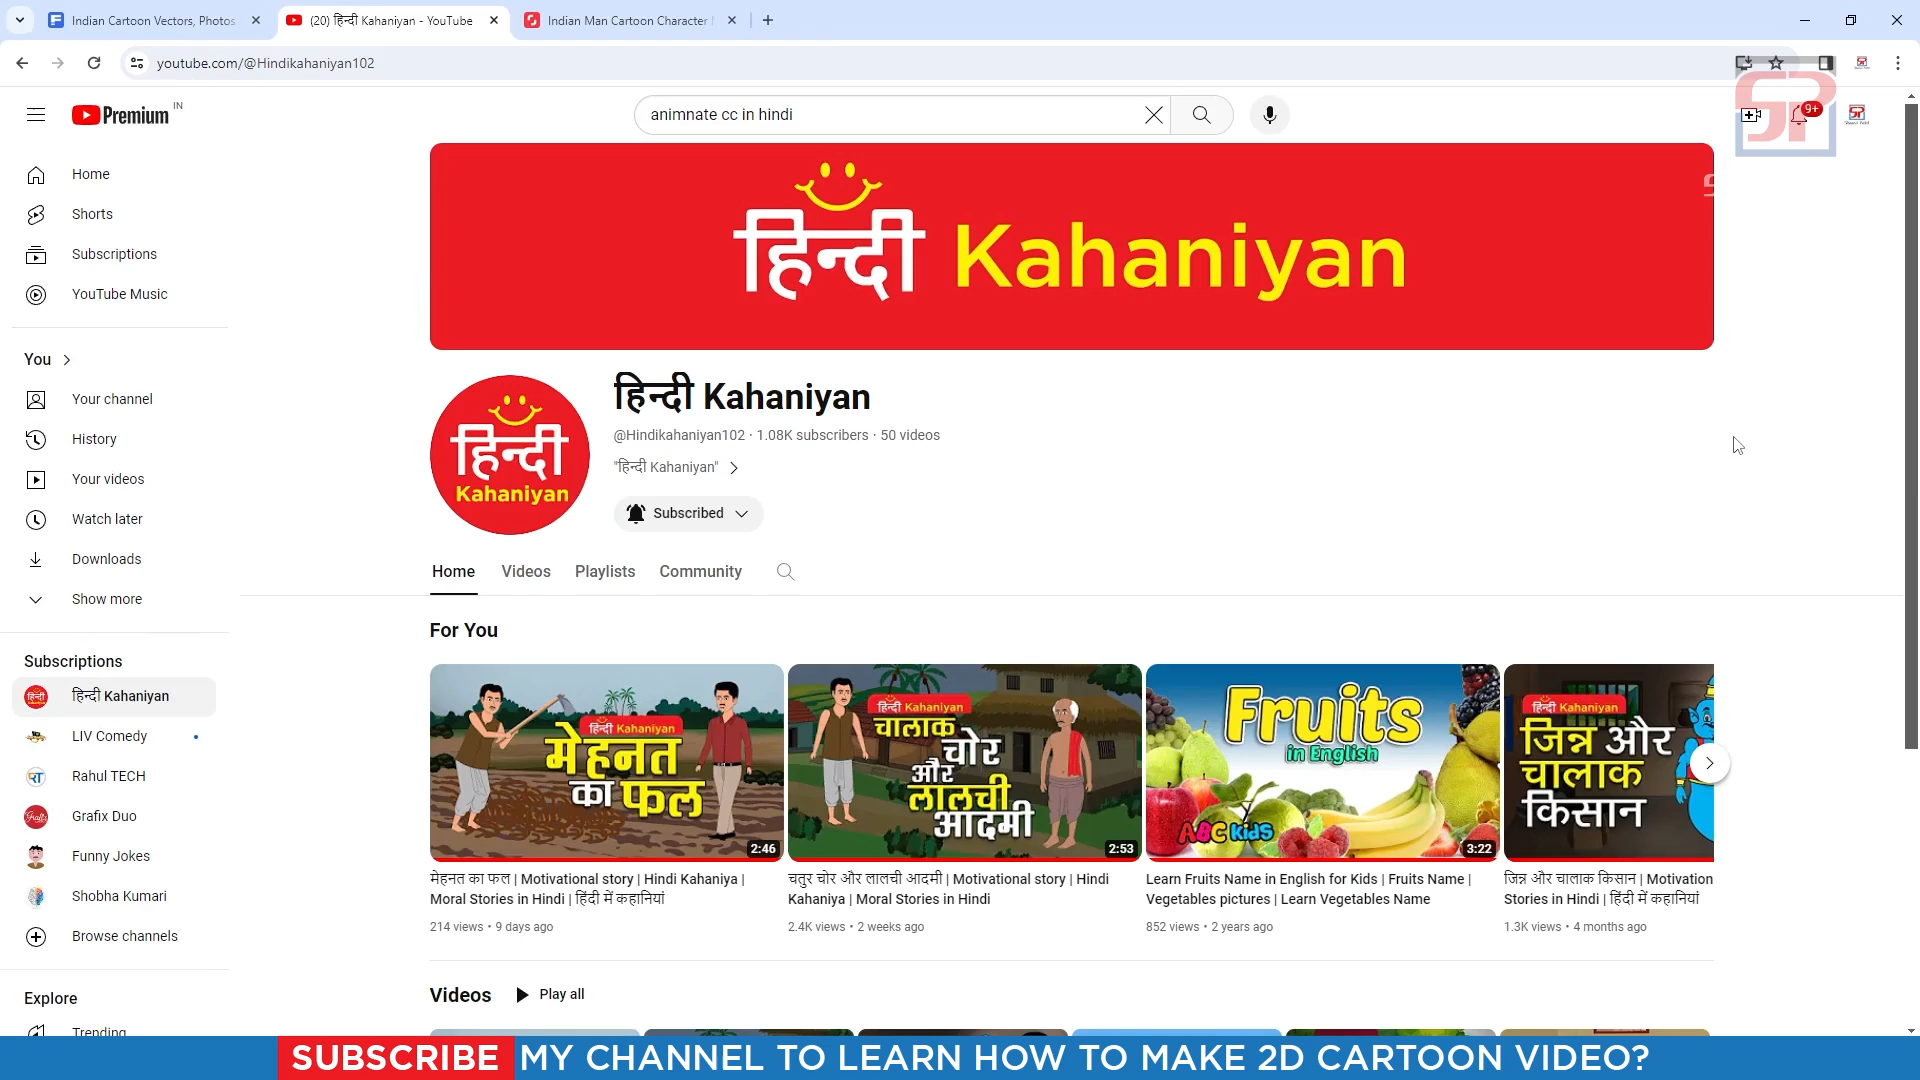 Indian Cartoon Vectors, Photos
(20) हिन्दी Kahaniyan - YouTube
Indian Man Cartoon Character
youtube.com/@Hindikahaniyan102
Premium IN
animnate cc in hindi
9+
SP
Home
Shorts
Subscriptions
YouTube Music
You
Your channel
History
Your videos
Watch later
Downloads
Show more
Subscriptions
हिन्दी Kahaniyan
LIV Comedy
Rahul TECH
Grafix Duo
Funny Jokes
Shobha Kumari
Browse channels
Explore
Trending
हिन्दी Kahaniyan
हिन्दी
Kahaniyan
हिन्दी Kahaniyan
@Hindikahaniyan102 · 1.08K subscribers · 50 videos
"हिन्दी Kahaniyan"
Subscribed
Home Videos Playlists Community
For You
हिन्दी Kahaniyan
मेहनत
का फल
2:46
हिन्दी Kahaniyan
चालाक
चोर
और
लालची
आदमी
2:53
Fruits
in English
ABC Kids
3:22
हिन्दी Kahaniyan
जिन्न और
चालाक
किसान
मेहनत का फल | Motivational story | Hindi Kahaniya |
Moral Stories in Hindi | हिंदी में कहानियां
214 views • 9 days ago
चतुर चोर और लालची आदमी | Motivational story | Hindi
Kahaniya | Moral Stories in Hindi
2.4K views • 2 weeks ago
Learn Fruits Name in English for Kids | Fruits Name |
Vegetables pictures | Learn Vegetables Name
852 views • 2 years ago
जिन्न और चालाक किसान | Motivation
Stories in Hindi | हिंदी में कहानियां
1.3K views • 4 months ago
Videos Play all
SUBSCRIBE MY CHANNEL TO LEARN HOW TO MAKE 2D CARTOON VIDEO?